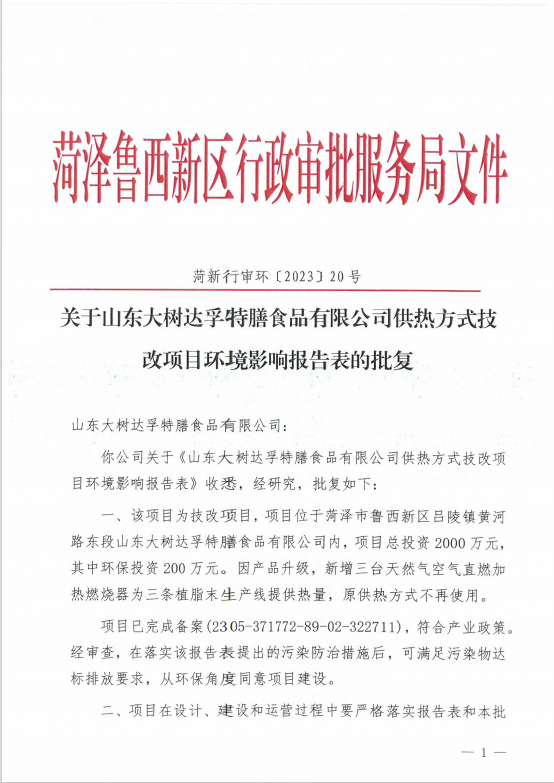 菏泽鲁西新区行政审批服务局文件
菏新行审环〔2023〕20 号
关于山东大树达孚特膳食品有限公司供热方式技
改项目环境影响报告表的批复
山东大树达孚特膳食品有限公司：
你公司关于《山东大树达孚特膳食品有限公司供热方式技改项
目环境影响报告表》收悉，经研究，批复如下：
一、该项目为技改项目，项目位于菏泽市鲁西新区吕陵镇黄河
路东段山东大树达孚特膳食品有限公司内，项目总投资 2000 万元，
其中环保投资 200 万元。因产品升级，新增三台天然气空气直燃加
热燃烧器为三条植脂末生产线提供热量，原供热方式不再使用。
项目已完成备案(2305-371772-89-02-322711)，符合产业政策。
经审查，在落实该报告表提出的污染防治措施后，可满足污染物达
标排放要求，从环保角度同意项目建设。
二、项目在设计、建设和运营过程中要严格落实报告表和本批
— 1 —